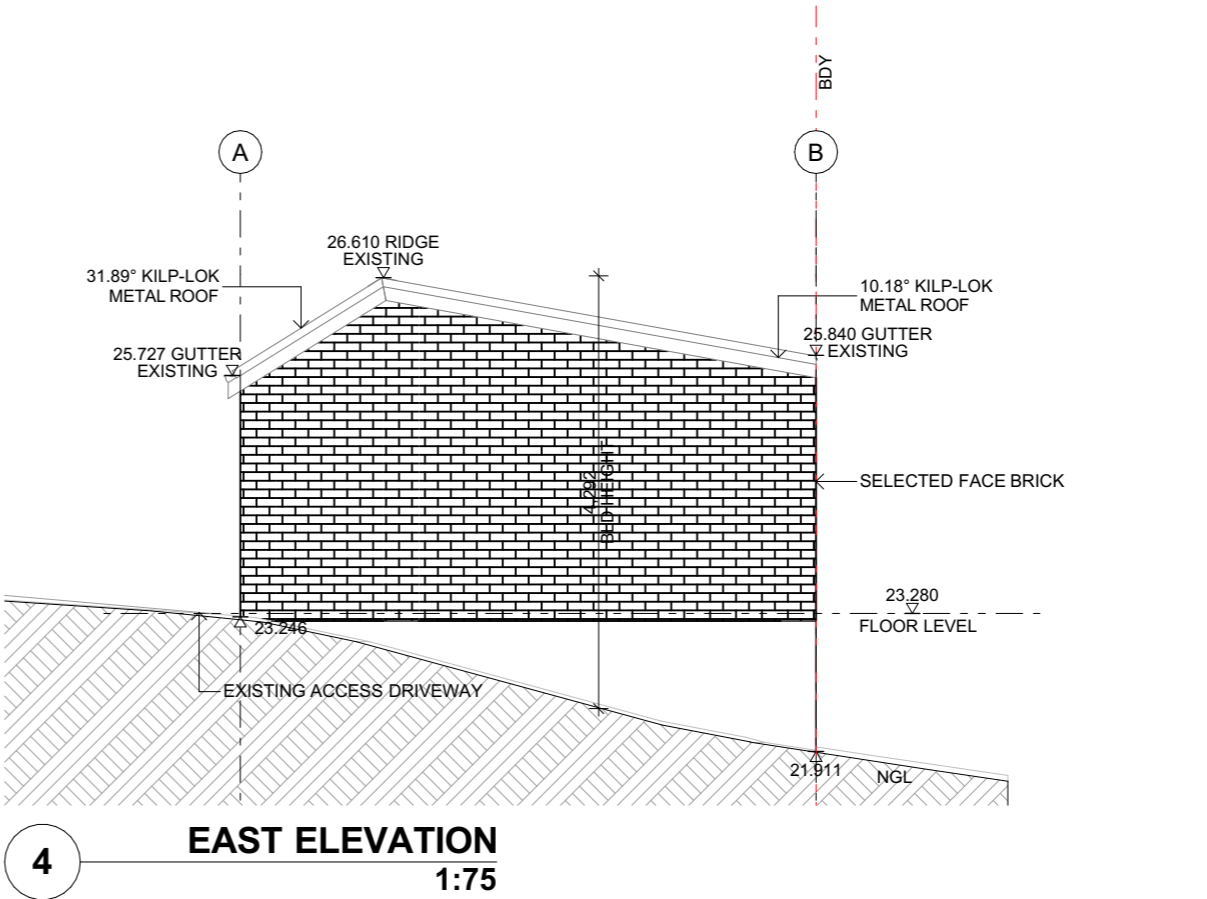 BDY
A
B
26.610 RIDGE
EXISTING
31.89° KILP-LOK
METAL ROOF
10.18° KILP-LOK
METAL ROOF
25.727 GUTTER
EXISTING
25.840 GUTTER
EXISTING
4,292
BLD HEIGHT
SELECTED FACE BRICK
23.280
FLOOR LEVEL
23.246
EXISTING ACCESS DRIVEWAY
21.911
NGL
4
EAST ELEVATION
1:75